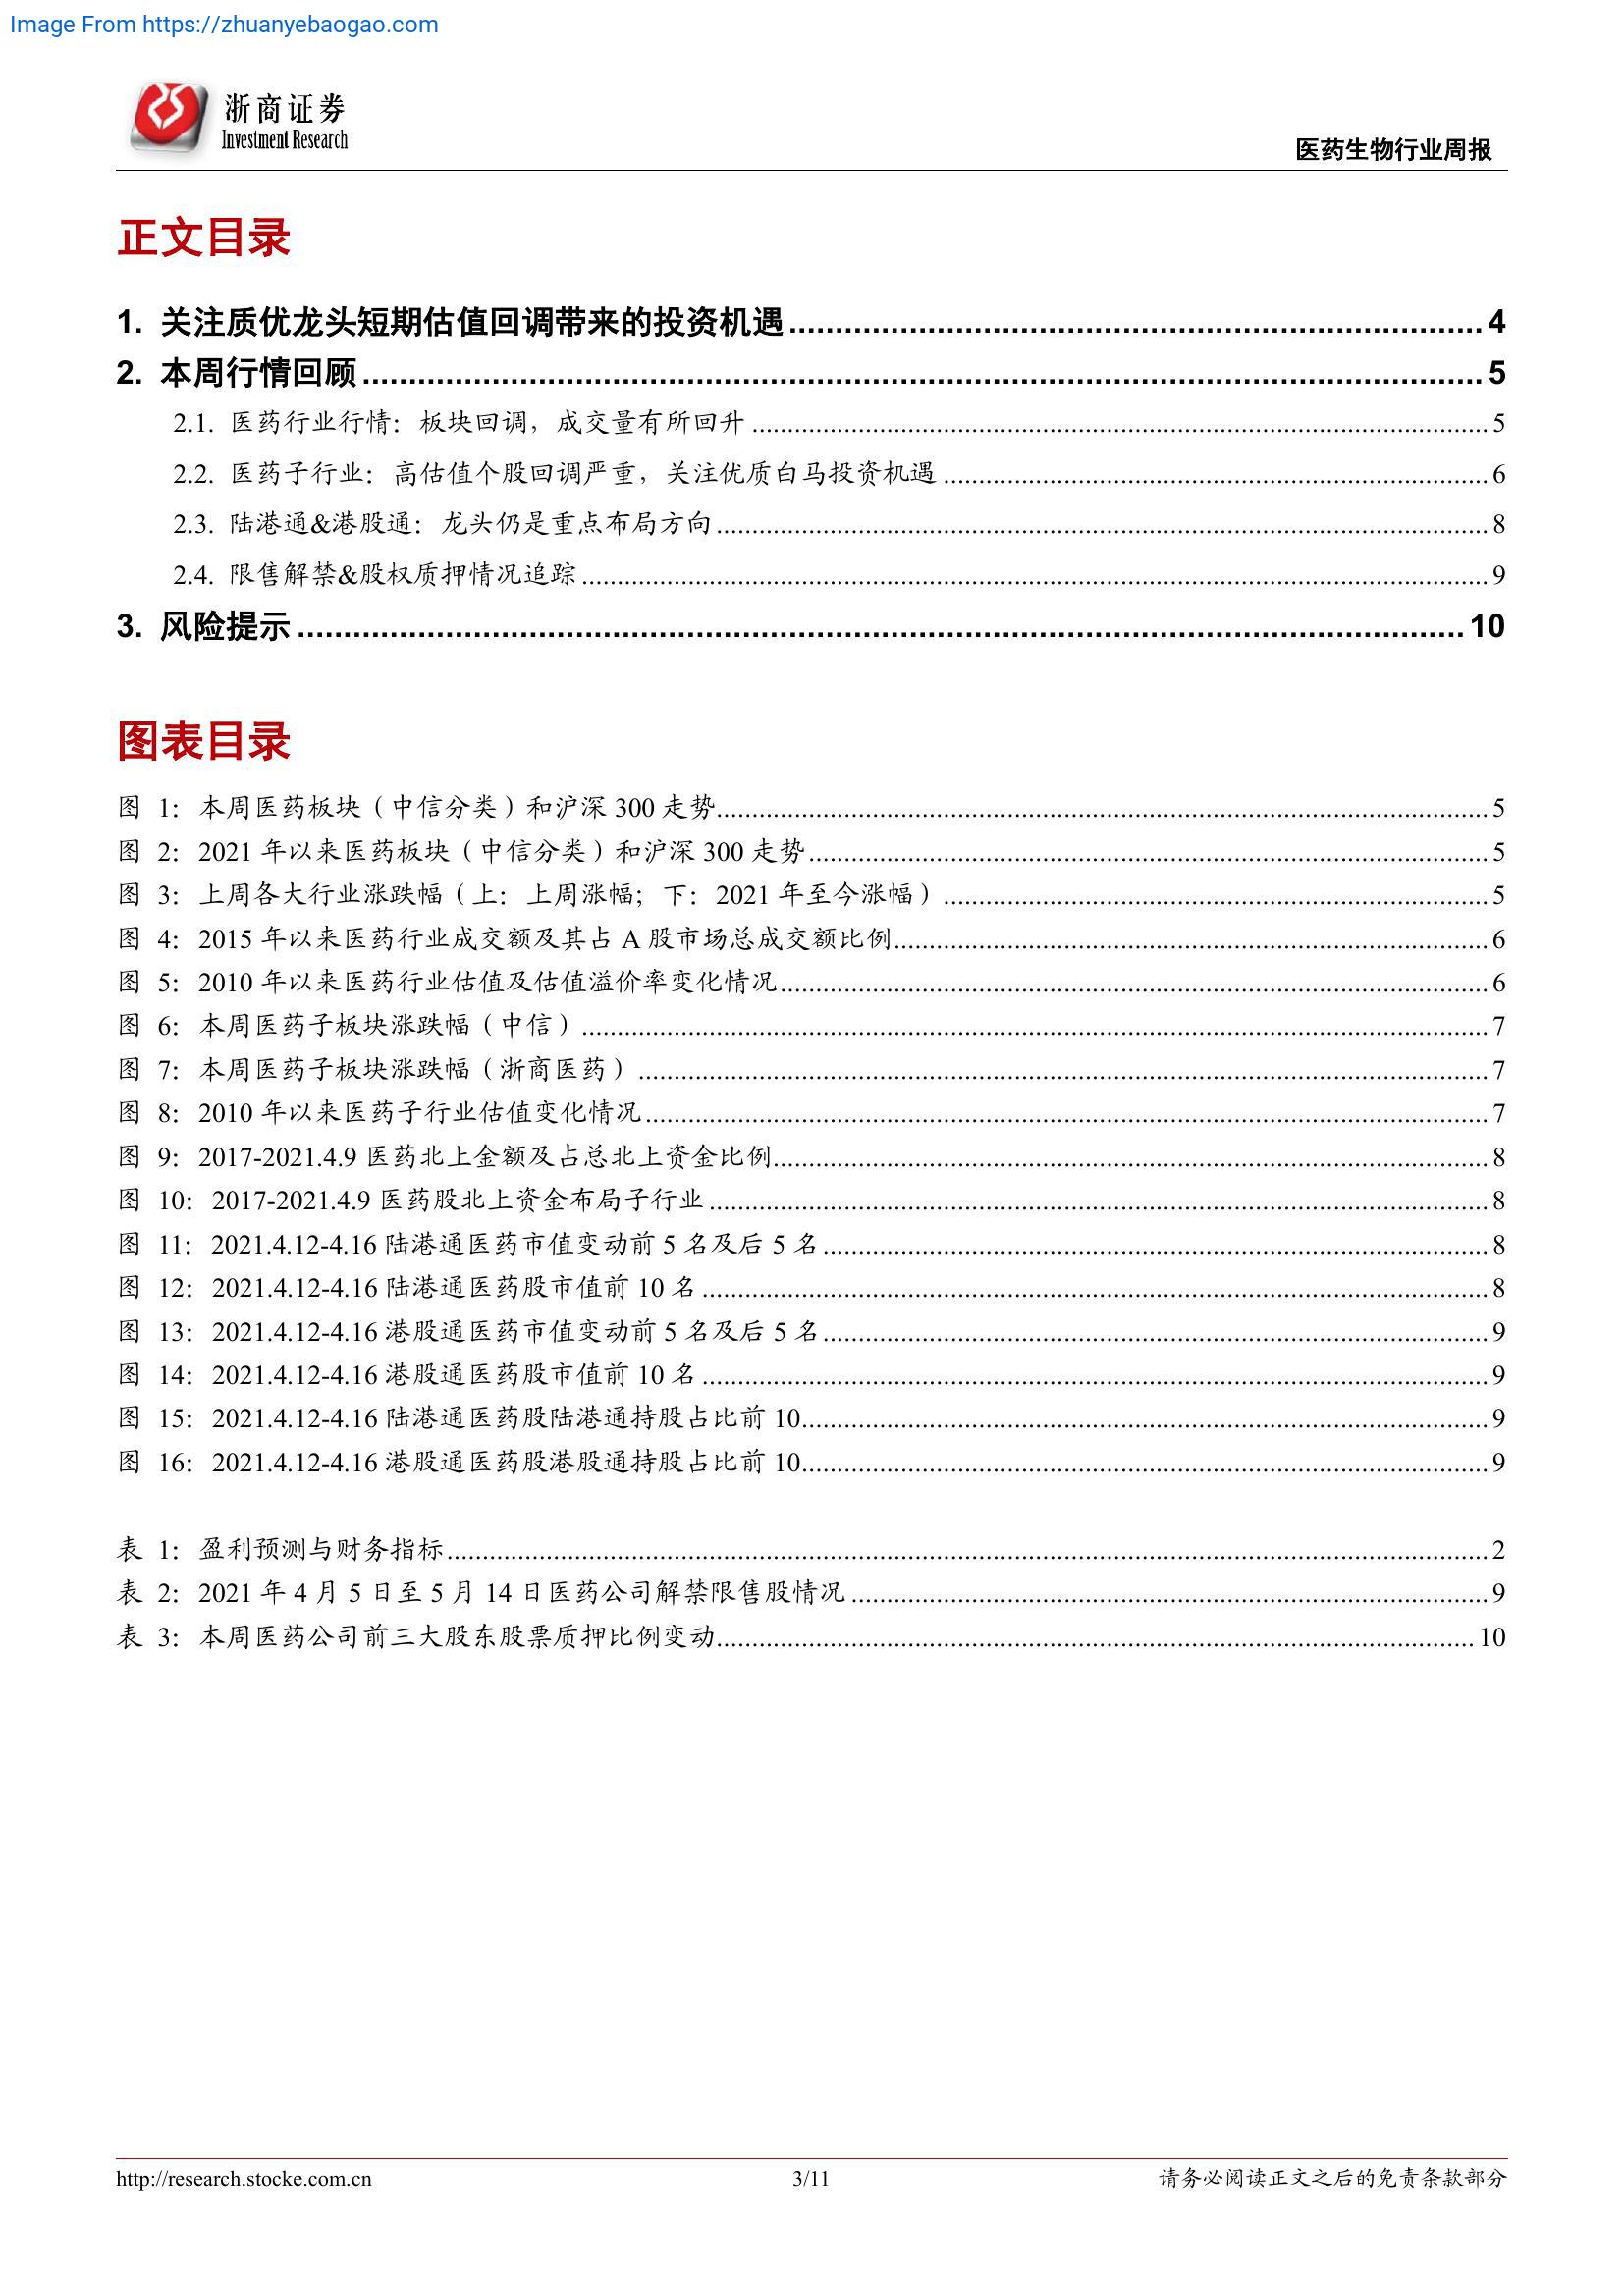 Image From https://zhuanyebaogao.com
浙商证券
Investment Research
医药生物行业周报
正文目录
1. 关注质优龙头短期估值回调带来的投资机遇........4
2. 本周行情回顾........5
2.1. 医药行业行情：板块回调，成交量有所回升........5
2.2. 医药子行业：高估值个股回调严重，关注优质白马投资机遇........6
2.3. 陆港通&港股通：龙头仍是重点布局方向........8
2.4. 限售解禁&股权质押情况追踪........9
3. 风险提示........10
图表目录
图 1：本周医药板块（中信分类）和沪深 300 走势........5
图 2：2021 年以来医药板块（中信分类）和沪深 300 走势........5
图 3：上周各大行业涨跌幅（上：上周涨幅；下：2021 年至今涨幅）........5
图 4：2015 年以来医药行业成交额及其占 A 股市场总成交额比例........6
图 5：2010 年以来医药行业估值及估值溢价率变化情况........6
图 6：本周医药子板块涨跌幅（中信）........7
图 7：本周医药子板块涨跌幅（浙商医药）........7
图 8：2010 年以来医药子行业估值变化情况........7
图 9：2017-2021.4.9 医药北上金额及占总北上资金比例........8
图 10：2017-2021.4.9 医药股北上资金布局子行业........8
图 11：2021.4.12-4.16 陆港通医药市值变动前 5 名及后 5 名........8
图 12：2021.4.12-4.16 陆港通医药股市值前 10 名........8
图 13：2021.4.12-4.16 港股通医药市值变动前 5 名及后 5 名........9
图 14：2021.4.12-4.16 港股通医药股市值前 10 名........9
图 15：2021.4.12-4.16 陆港通医药股陆港通持股占比前 10........9
图 16：2021.4.12-4.16 港股通医药股港股通持股占比前 10........9
表 1：盈利预测与财务指标........2
表 2：2021 年 4 月 5 日至 5 月 14 日医药公司解禁限售股情况........9
表 3：本周医药公司前三大股东股票质押比例变动........10
http://research.stocke.com.cn
3/11
请务必阅读正文之后的免责条款部分